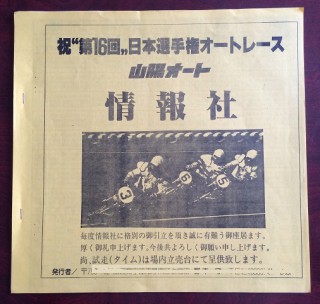 祝“第16回„日本選手権オートレース
山陽オート
情報社
3
6
5
毎度情報社に格別の御引立を賜き誠に有難う御座居ます。
厚く御礼申上げます。今後共よろしく御願い申し上げます。
尚、試走(タイム)は場内立売台にて呈供致します。
発行者/